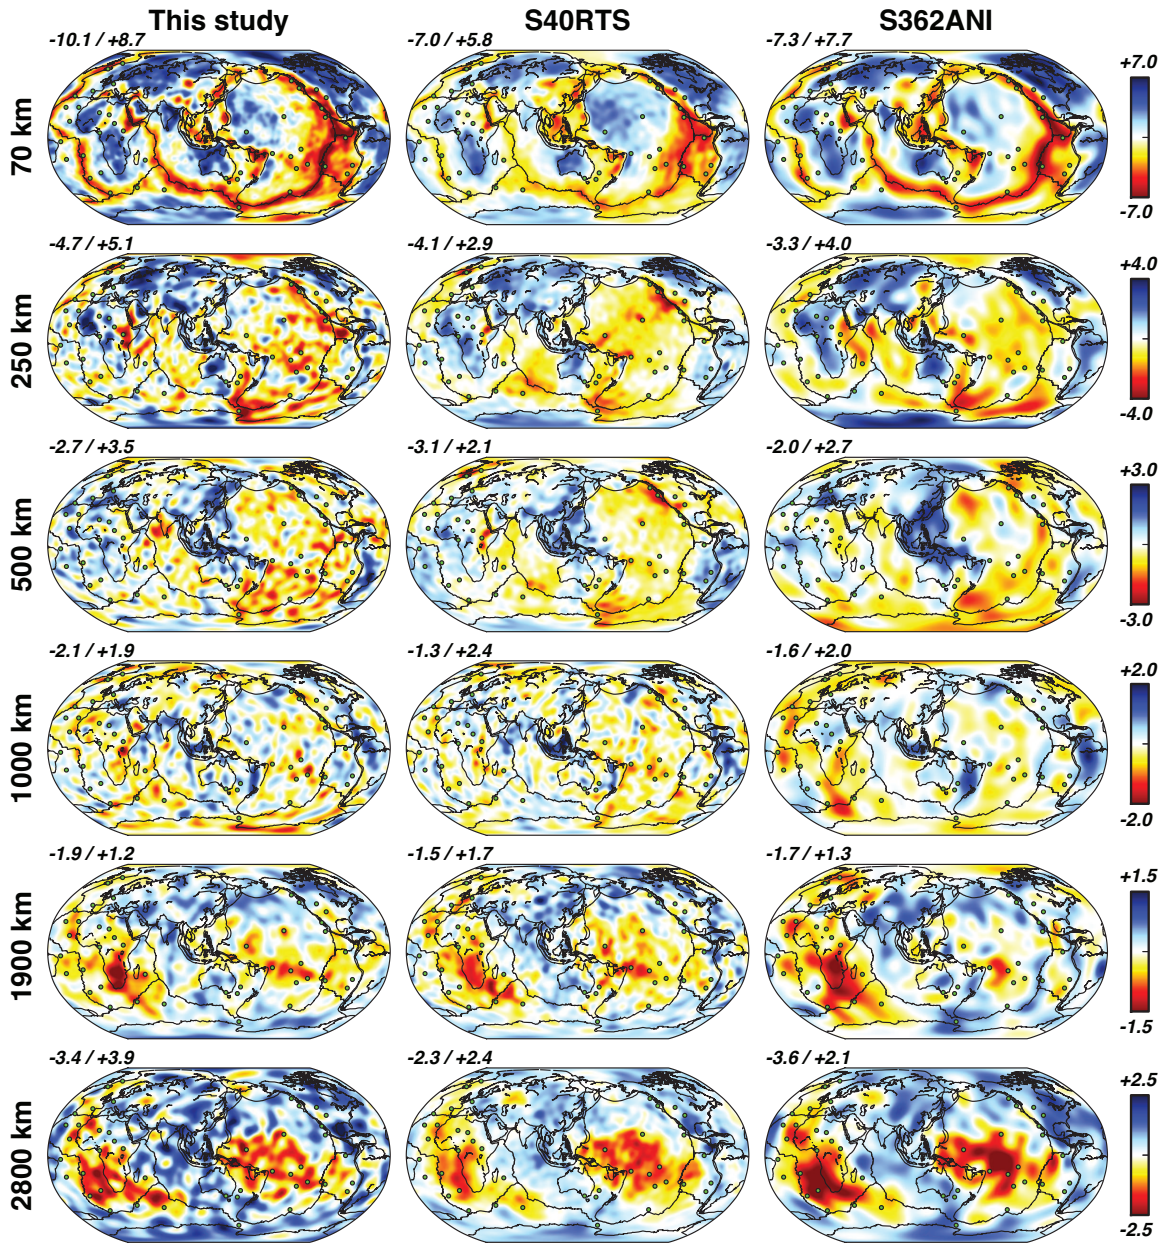 This study
S40RTS
S362ANI
70 km
-10.1 / +8.7
-7.0 / +5.8
-7.3 / +7.7
+7.0
-7.0
250 km
-4.7 / +5.1
-4.1 / +2.9
-3.3 / +4.0
+4.0
-4.0
500 km
-2.7 / +3.5
-3.1 / +2.1
-2.0 / +2.7
+3.0
-3.0
1000 km
-2.1 / +1.9
-1.3 / +2.4
-1.6 / +2.0
+2.0
-2.0
1900 km
-1.9 / +1.2
-1.5 / +1.7
-1.7 / +1.3
+1.5
-1.5
2800 km
-3.4 / +3.9
-2.3 / +2.4
-3.6 / +2.1
+2.5
-2.5